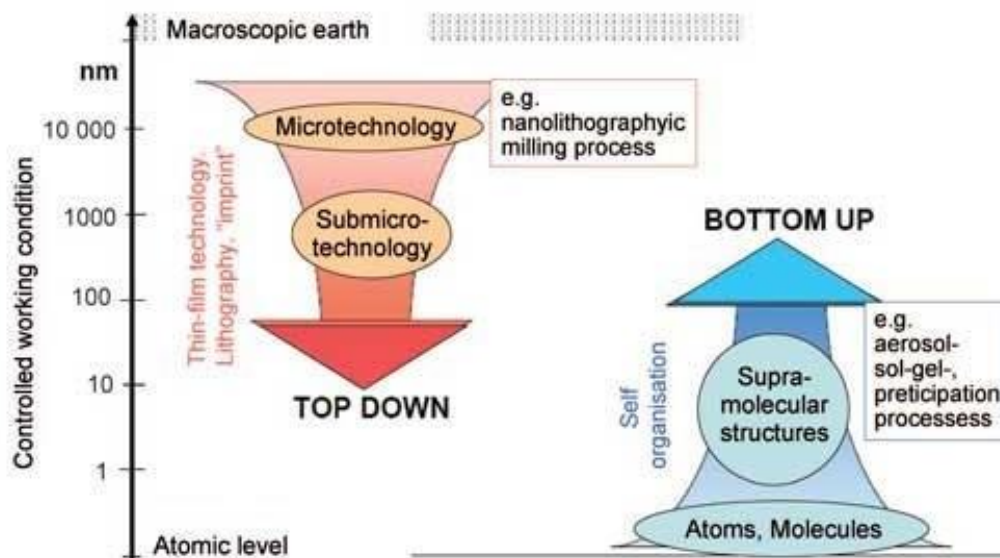 Macroscopic earth
nm
10 000
1000
100
10
1
Controlled working condition
Atomic level
Thin-film technology.
Lithography, "imprint"
Microtechnology
Submicro-
technology
TOP DOWN
e.g.
nanolithographyic
milling process
BOTTOM UP
Self
organisation
Supra-
molecular
structures
Atoms, Molecules
e.g.
aerosol-
sol-gel-,
preticipation
processess